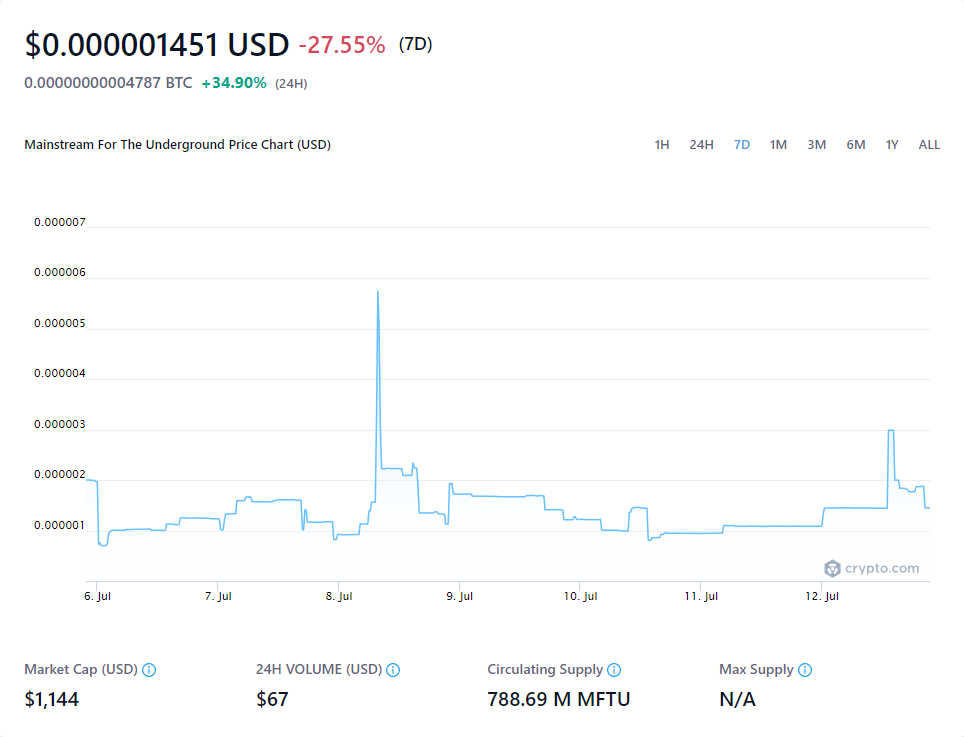 $0.000001451 USD -27.55% (7D)
0.00000000004787 BTC +34.90% (24H)
Mainstream For The Underground Price Chart (USD) 1H 24H 7D 1M 3M 6M 1Y ALL
0.000007
0.000006
0.000005
0.000004
0.000003
0.000002
0.000001
crypto.com
6. Jul 7. Jul 8. Jul 9. Jul 10. Jul 11. Jul 12. Jul
Market Cap (USD) 24H VOLUME (USD) Circulating Supply Max Supply
$1,144 $67 788.69 M MFTU N/A